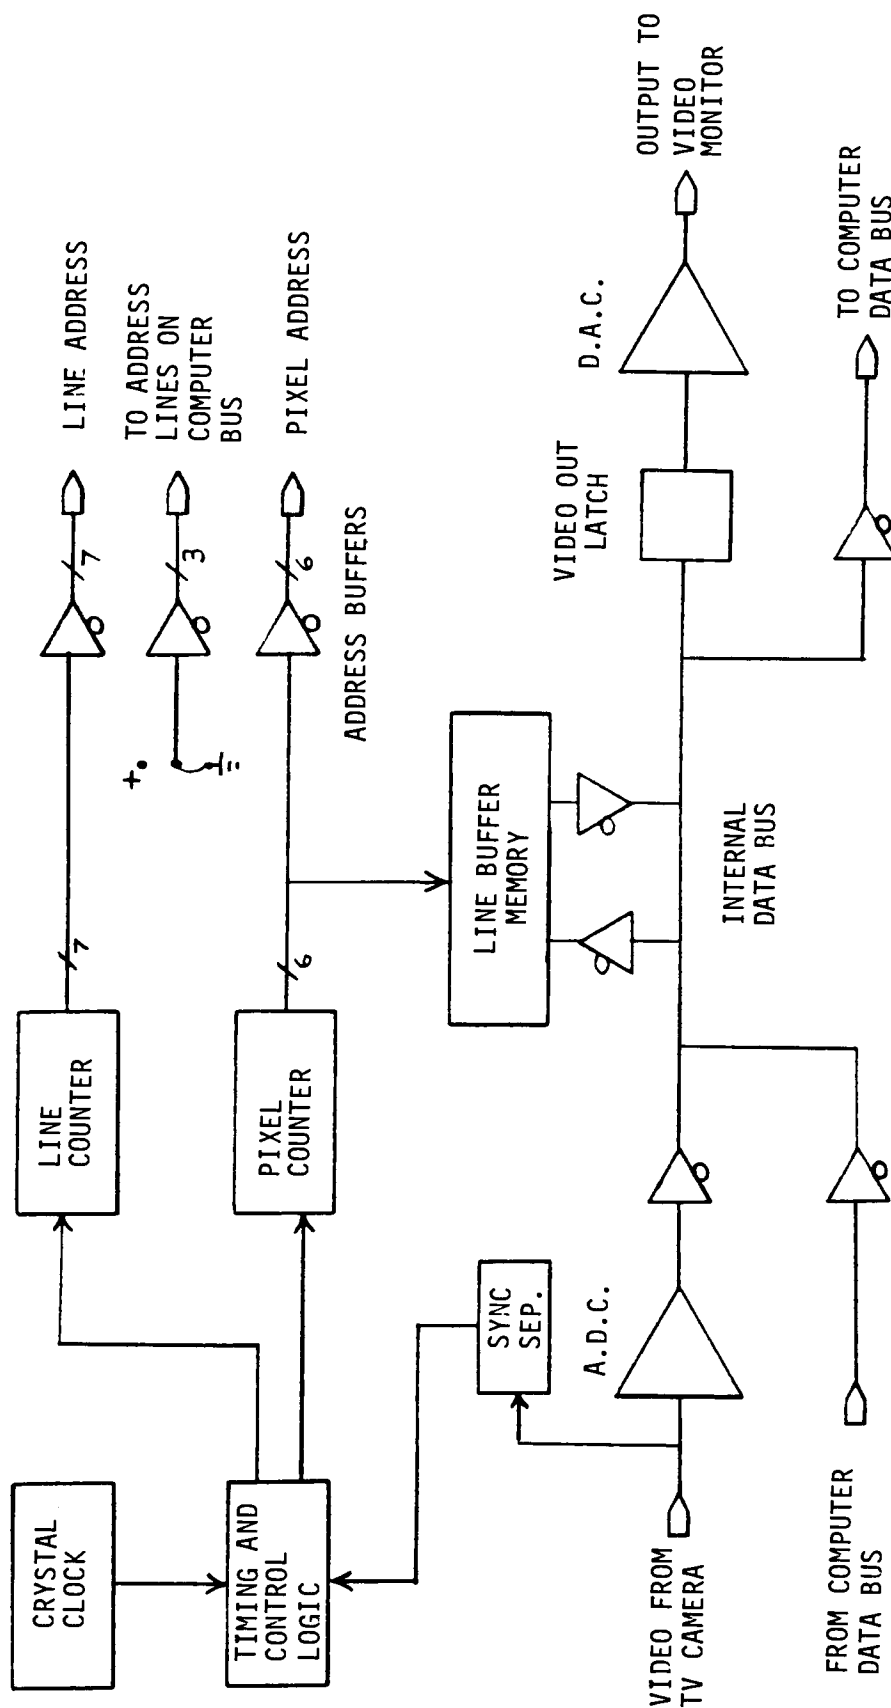 CRYSTAL
CLOCK
TIMING AND
CONTROL
LOGIC
LINE
COUNTER
7
7
LINE ADDRESS
+
3
TO ADDRESS
LINES ON
COMPUTER
BUS
PIXEL
COUNTER
6
6
PIXEL ADDRESS
ADDRESS BUFFERS
SYNC
SEP.
LINE BUFFER
MEMORY
VIDEO FROM
TV CAMERA
A.D.C.
INTERNAL
DATA BUS
VIDEO OUT
LATCH
D.A.C.
OUTPUT TO
VIDEO
MONITOR
FROM COMPUTER
DATA BUS
TO COMPUTER
DATA BUS